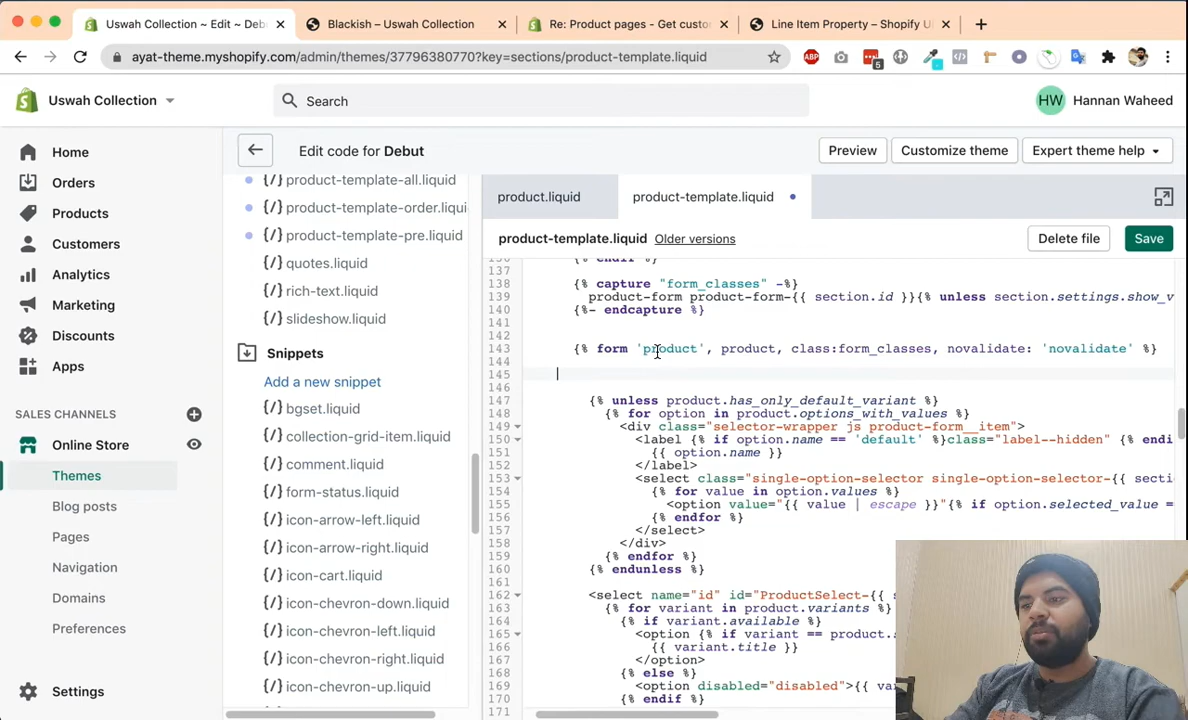 Uswah Collection ~ Edit ~ Deb
Blackish – Uswah Collection
Re: Product pages - Get custo
Line Item Property – Shopify U
ayat-theme.myshopify.com/admin/themes/37796380770?key=sections/product-template.liquid
5
Uswah Collection
Search
HW
Hannan Waheed
Home
Orders
Products
Customers
Analytics
Marketing
Discounts
Apps
SALES CHANNELS
Online Store
Themes
Blog posts
Pages
Navigation
Domains
Preferences
Settings
Edit code for Debut
Preview
Customize theme
Expert theme help
{/} product-template-all.liquid
{/} product-template-order.liqui
{/} product-template-pre.liquid
{/} quotes.liquid
{/} rich-text.liquid
{/} slideshow.liquid
Snippets
Add a new snippet
{/} bgset.liquid
{/} collection-grid-item.liquid
{/} comment.liquid
{/} form-status.liquid
{/} icon-arrow-left.liquid
{/} icon-arrow-right.liquid
{/} icon-cart.liquid
{/} icon-chevron-down.liquid
{/} icon-chevron-left.liquid
{/} icon-chevron-right.liquid
{/} icon-chevron-up.liquid
product.liquid
product-template.liquid
product-template.liquid Older versions
Delete file
Save
136 {% endif %}
137
138 {% capture "form_classes" -%}
139 product-form product-form-{{ section.id }}{% unless section.settings.show_v
140 {%- endcapture %}
141
142
143 {% form 'product', product, class:form_classes, novalidate: 'novalidate' %}
144
145
146
147 {% unless product.has_only_default_variant %}
148 {% for option in product.options_with_values %}
149 <div class="selector-wrapper js product-form__item">
150 <label {% if option.name == 'default' %}class="label--hidden" {% endi
151 {{ option.name }}
152 </label>
153 <select class="single-option-selector single-option-selector-{{ secti
154 {% for value in option.values %}
155 <option value="{{ value | escape }}"{% if option.selected_value =
156 {% endfor %}
157 </select>
158 </div>
159 {% endfor %}
160 {% endunless %}
161
162 <select name="id" id="ProductSelect-{{ s
163 {% for variant in product.variants %}
164 {% if variant.available %}
165 <option {% if variant == product.
166 {{ variant.title }}
167 </option>
168 {% else %}
169 <option disabled="disabled">{{ va
170 {% endif %}
171